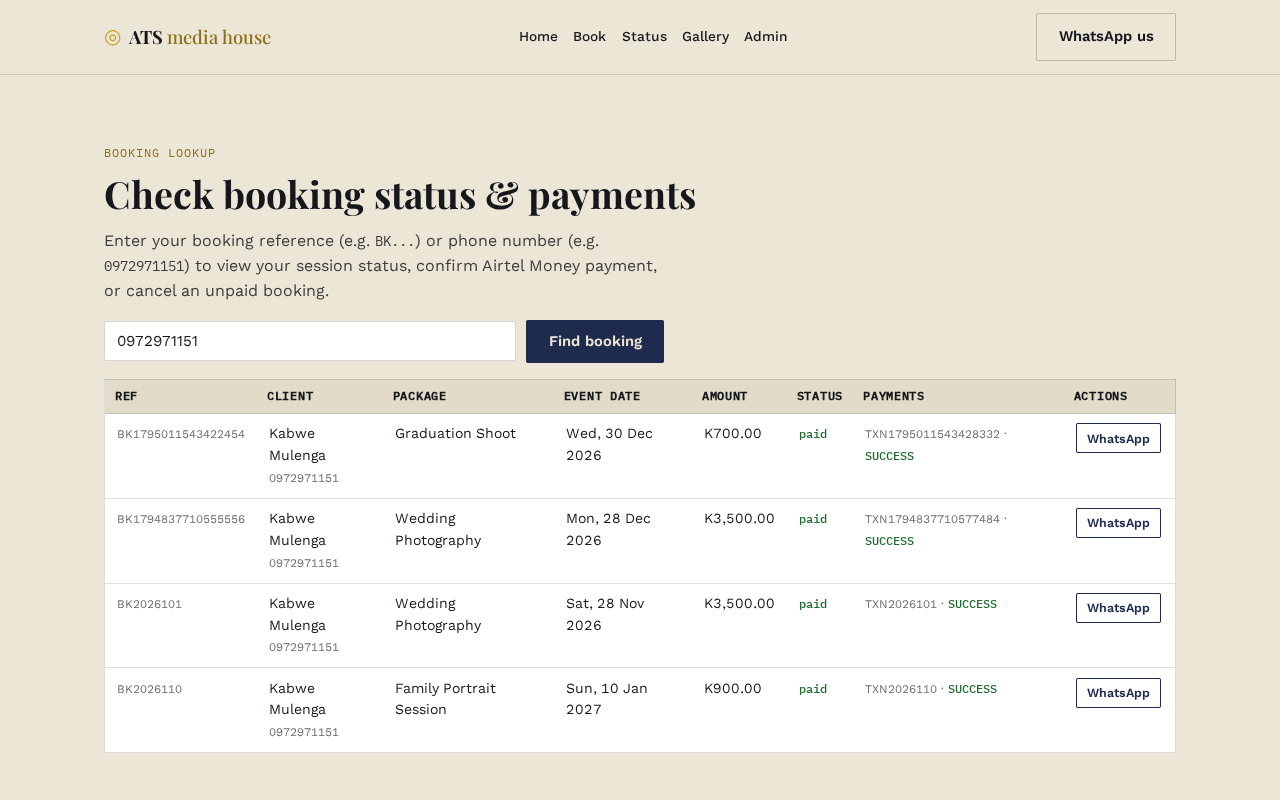 ATS media house
Home Book Status Gallery Admin
WhatsApp us
BOOKING LOOKUP
Check booking status & payments
Enter your booking reference (e.g. BK...) or phone number (e.g.
0972971151) to view your session status, confirm Airtel Money payment,
or cancel an unpaid booking.
0972971151
Find booking
REF CLIENT PACKAGE EVENT DATE AMOUNT STATUS PAYMENTS ACTIONS
BK1795011543422454 Kabwe Graduation Shoot Wed, 30 Dec K700.00 paid TXN1795011543428332 · WhatsApp
Mulenga 2026 SUCCESS
0972971151
BK1794837710555556 Kabwe Wedding Mon, 28 Dec K3,500.00 paid TXN1794837710577484 · WhatsApp
Mulenga Photography 2026 SUCCESS
0972971151
BK2026101 Kabwe Wedding Sat, 28 Nov K3,500.00 paid TXN2026101 · SUCCESS WhatsApp
Mulenga Photography 2026
0972971151
BK2026110 Kabwe Family Portrait Sun, 10 Jan K900.00 paid TXN2026110 · SUCCESS WhatsApp
Mulenga Session 2027
0972971151